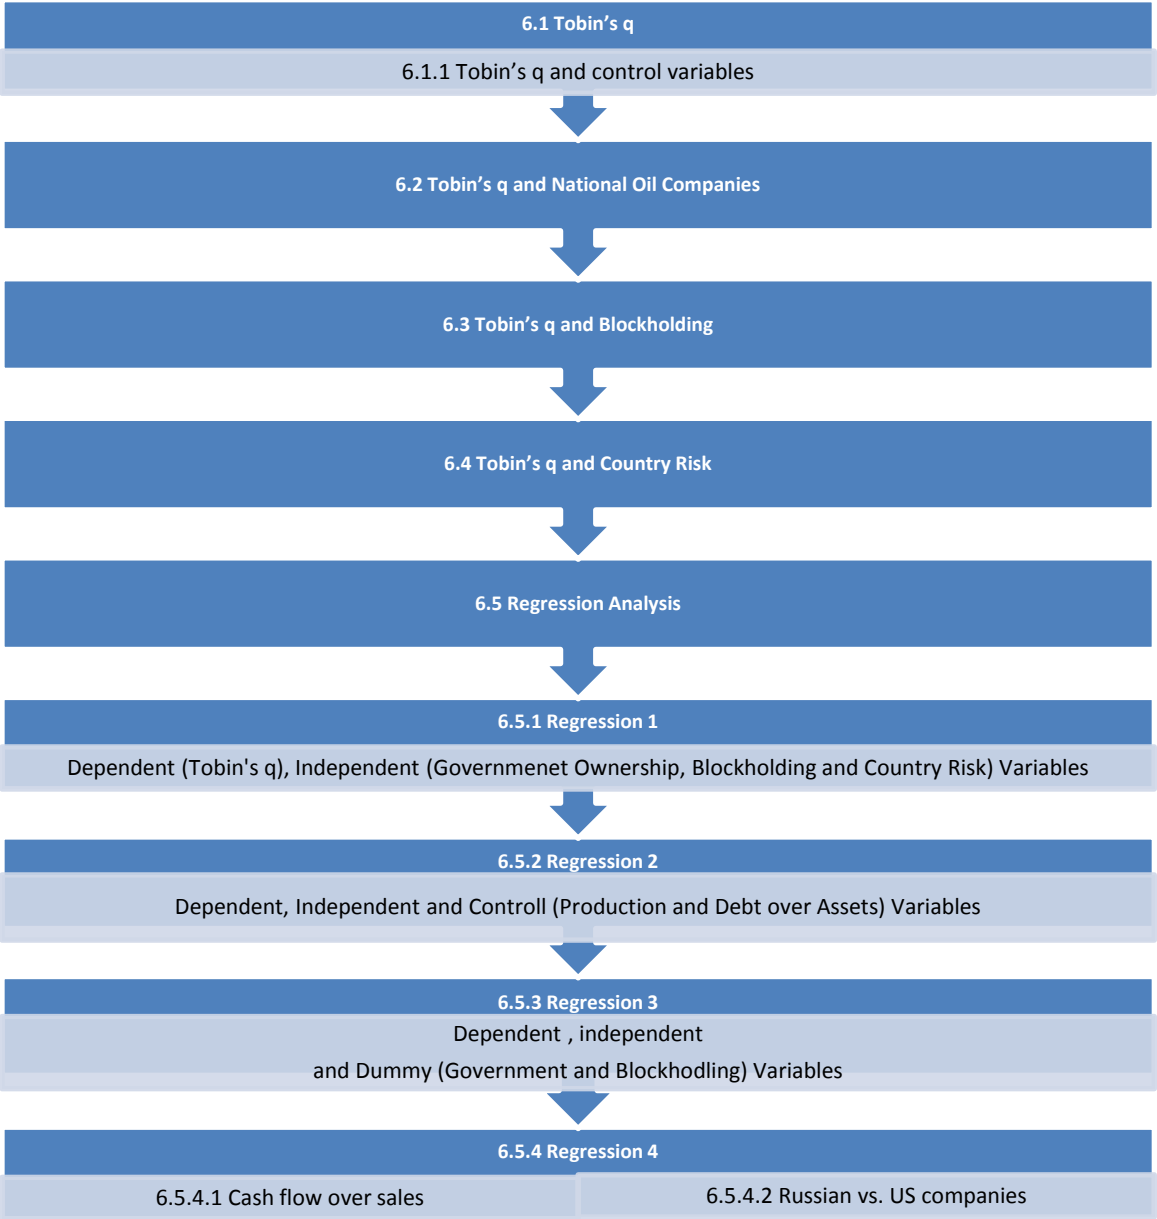 6.1 Tobin’s q
6.1.1 Tobin’s q and control variables
6.2 Tobin’s q and National Oil Companies
6.3 Tobin’s q and Blockholding
6.4 Tobin’s q and Country Risk
6.5 Regression Analysis
6.5.1 Regression 1
Dependent (Tobin's q), Independent (Governmenet Ownership, Blockholding and Country Risk) Variables
6.5.2 Regression 2
Dependent, Independent and Controll (Production and Debt over Assets) Variables
6.5.3 Regression 3
Dependent , independent
and Dummy (Government and Blockhodling) Variables
6.5.4 Regression 4
6.5.4.1 Cash flow over sales
6.5.4.2 Russian vs. US companies